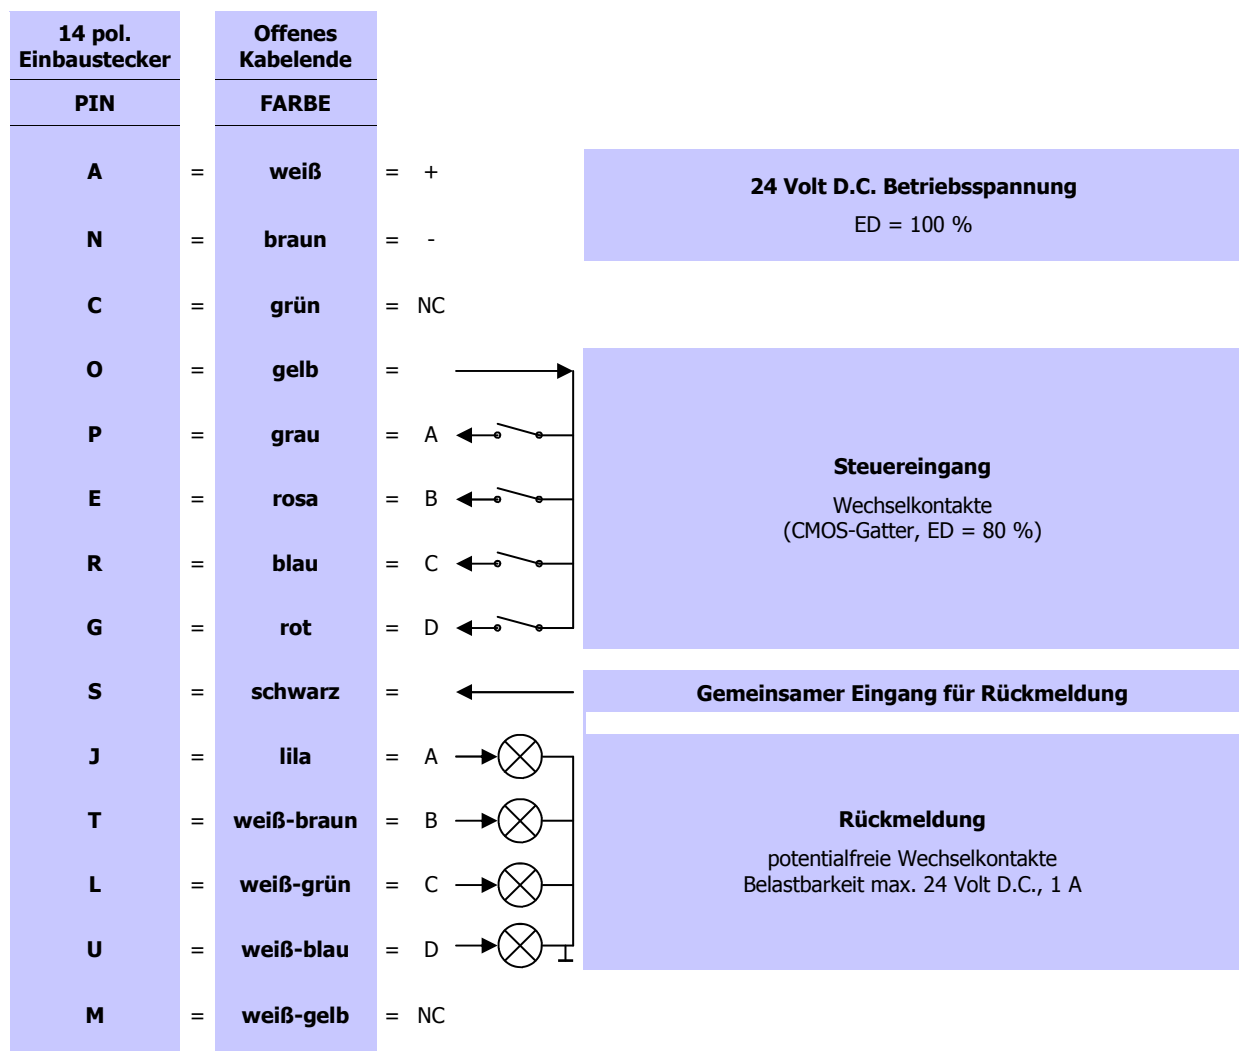 14 pol.
Einbaustecker
Offenes
Kabelende
PIN
FARBE
A = weiß = +
24 Volt D.C. Betriebsspannung
ED = 100 %
N = braun = -
C = grün = NC
O = gelb =
P = grau = A
Steuereingang
Wechselkontakte
(CMOS-Gatter, ED = 80 %)
E = rosa = B
R = blau = C
G = rot = D
S = schwarz =
Gemeinsamer Eingang für Rückmeldung
J = lila = A
T = weiß-braun = B
Rückmeldung
potentialfreie Wechselkontakte
Belastbarkeit max. 24 Volt D.C., 1 A
L = weiß-grün = C
U = weiß-blau = D
M = weiß-gelb = NC